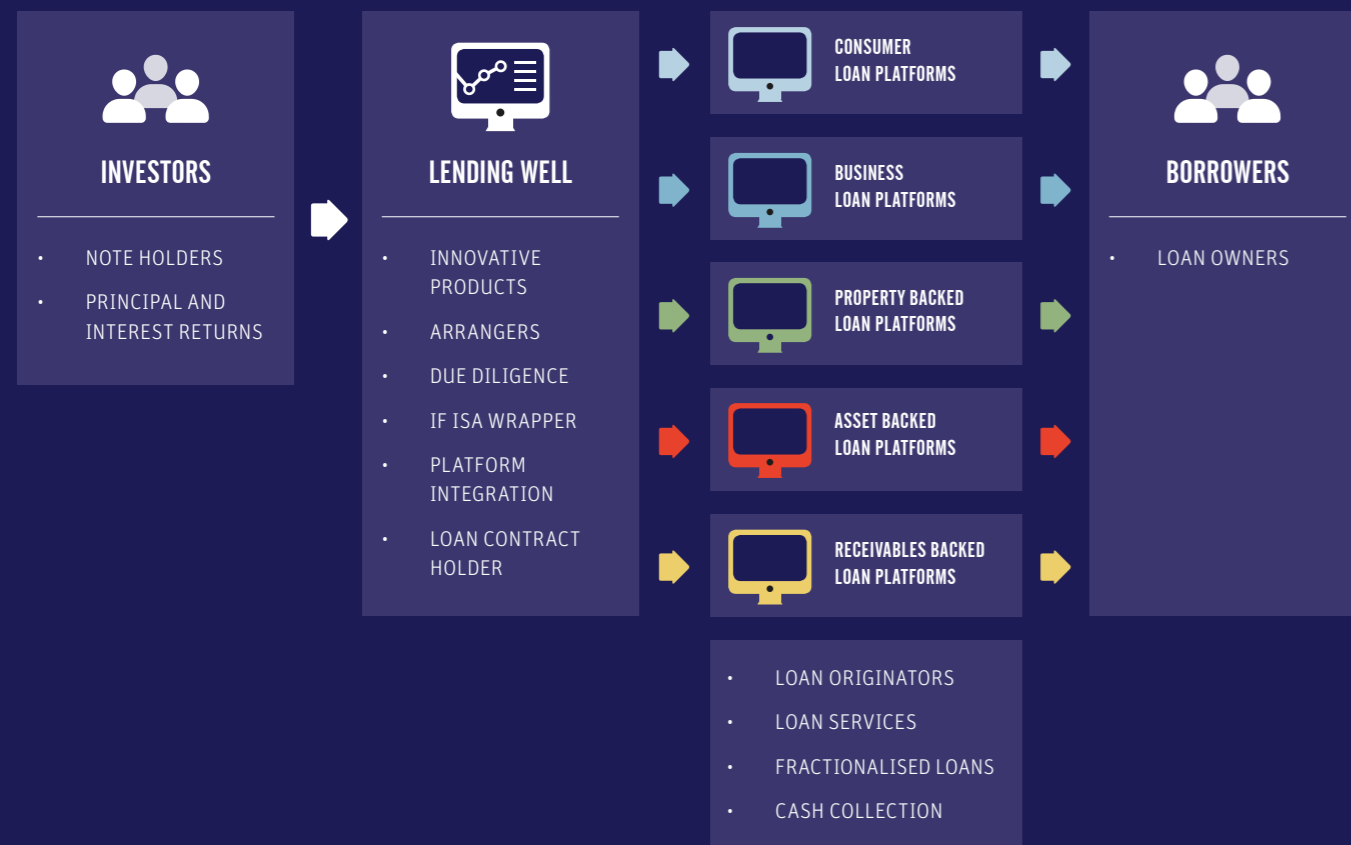 INVESTORS
• NOTE HOLDERS
• PRINCIPAL AND
INTEREST RETURNS
LENDING WELL
• INNOVATIVE
PRODUCTS
• ARRANGERS
• DUE DILIGENCE
• IF ISA WRAPPER
• PLATFORM
INTEGRATION
• LOAN CONTRACT
HOLDER
CONSUMER
LOAN PLATFORMS
BUSINESS
LOAN PLATFORMS
PROPERTY BACKED
LOAN PLATFORMS
ASSET BACKED
LOAN PLATFORMS
RECEIVABLES BACKED
LOAN PLATFORMS
• LOAN ORIGINATORS
• LOAN SERVICES
• FRACTIONALISED LOANS
• CASH COLLECTION
BORROWERS
• LOAN OWNERS